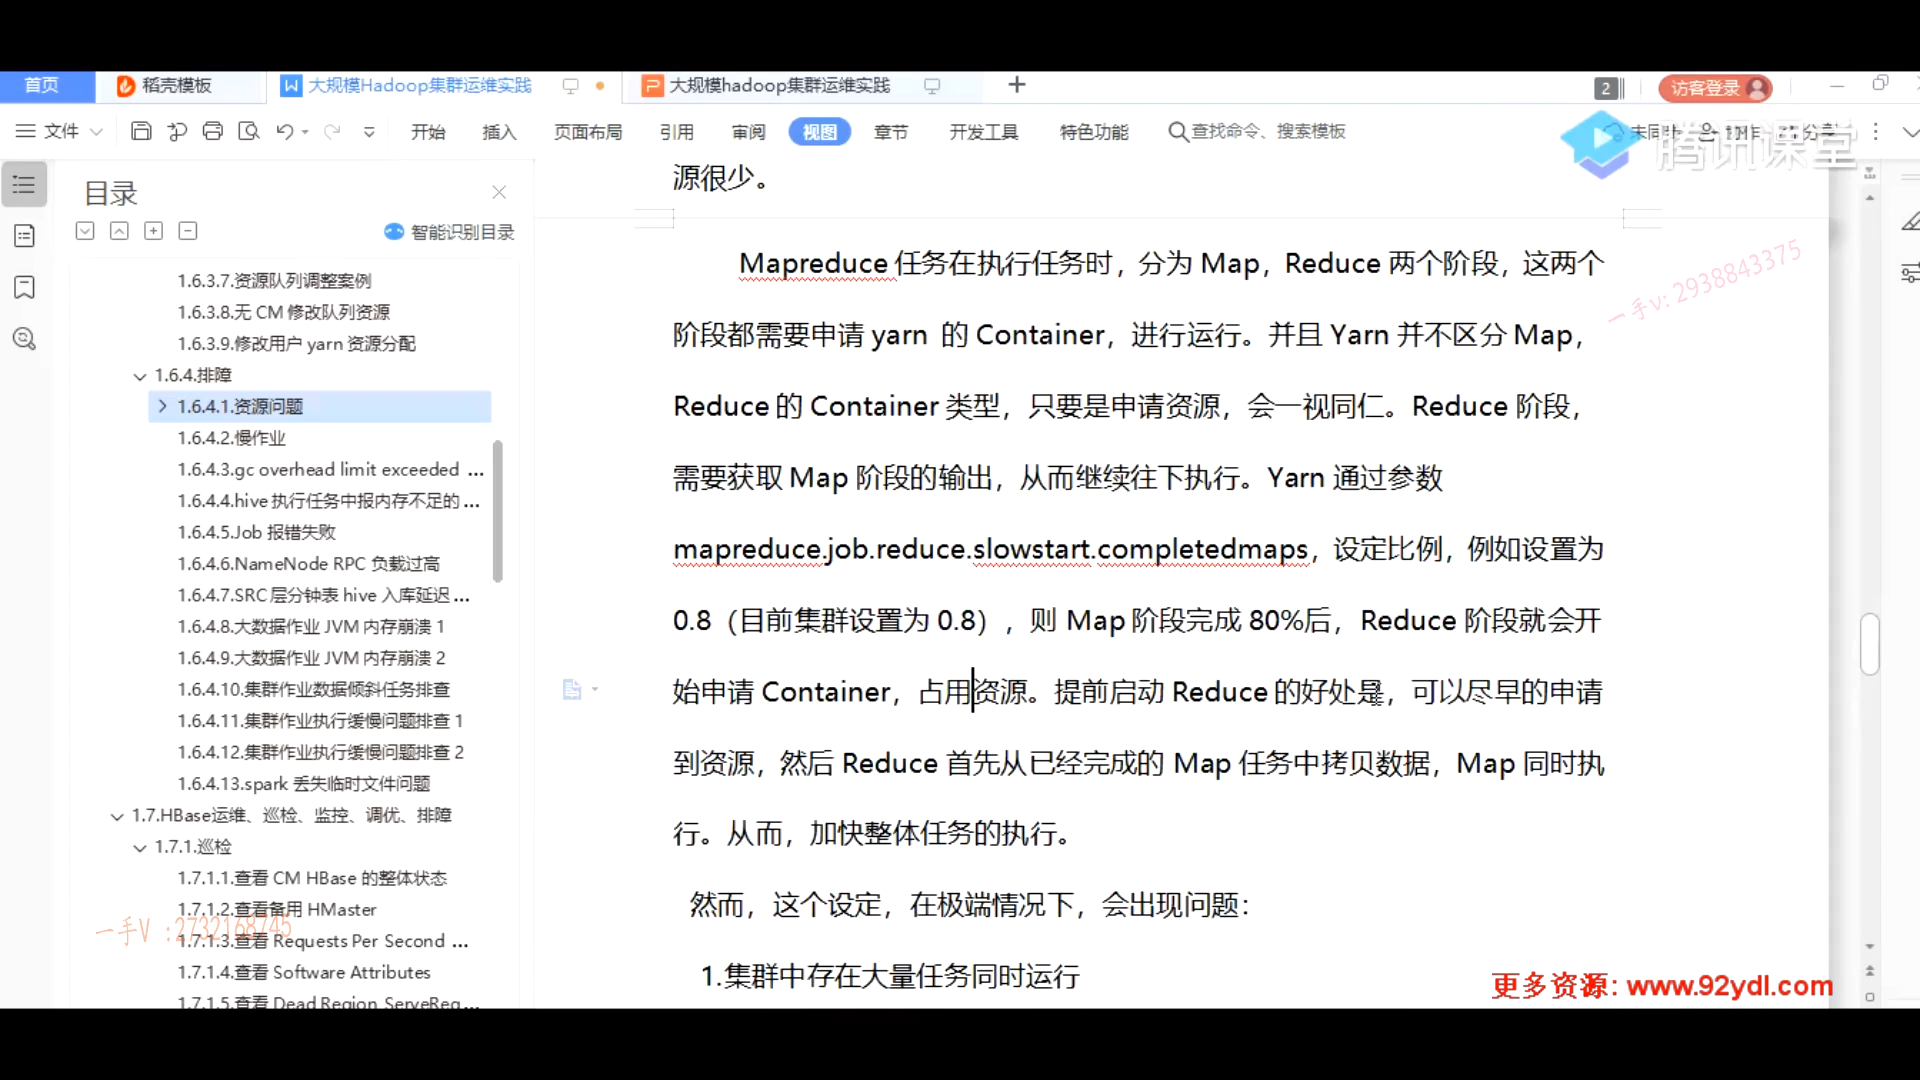 首页
稻壳模板
大规模Hadoop集群运维实践
大规模hadoop集群运维实践
2
访客登录
文件
开始
插入
页面布局
引用
审阅
视图
章节
开发工具
特色功能
查找命令、搜索模板
腾讯课堂
目录
智能识别目录
1.6.3.7.资源队列调整案例
1.6.3.8.无 CM 修改队列资源
1.6.3.9.修改用户 yarn 资源分配
1.6.4.排障
1.6.4.1.资源问题
1.6.4.2.慢作业
1.6.4.3.gc overhead limit exceeded ...
1.6.4.4.hive 执行任务中报内存不足的 ...
1.6.4.5.Job 报错失败
1.6.4.6.NameNode RPC 负载过高
1.6.4.7.SRC 层分钟表 hive 入库延迟 ...
1.6.4.8.大数据作业 JVM 内存崩溃 1
1.6.4.9.大数据作业 JVM 内存崩溃 2
1.6.4.10.集群作业数据倾斜任务排查
1.6.4.11.集群作业执行缓慢问题排查 1
1.6.4.12.集群作业执行缓慢问题排查 2
1.6.4.13.spark 丢失临时文件问题
1.7.HBase运维、巡检、监控、调优、排障
1.7.1.巡检
1.7.1.1.查看 CM HBase 的整体状态
1.7.1.2.查看备用 HMaster
1.7.1.3.查看 Requests Per Second ...
1.7.1.4.查看 Software Attributes
1.7.1.5.查看 Dead Region ServeReg...
一手V :2732168745
源很少。
Mapreduce 任务在执行任务时，分为 Map，Reduce 两个阶段，这两个
阶段都需要申请 yarn 的 Container，进行运行。并且 Yarn 并不区分 Map，
Reduce 的 Container 类型，只要是申请资源，会一视同仁。Reduce 阶段，
需要获取 Map 阶段的输出，从而继续往下执行。Yarn 通过参数
mapreduce.job.reduce.slowstart.completedmaps，设定比例，例如设置为
0.8（目前集群设置为 0.8），则 Map 阶段完成 80%后，Reduce 阶段就会开
始申请 Container，占用资源。提前启动 Reduce 的好处是，可以尽早的申请
到资源，然后 Reduce 首先从已经完成的 Map 任务中拷贝数据，Map 同时执
行。从而，加快整体任务的执行。
然而，这个设定，在极端情况下，会出现问题：
1.集群中存在大量任务同时运行
一手v: 2938843375
更多资源: www.92ydl.com